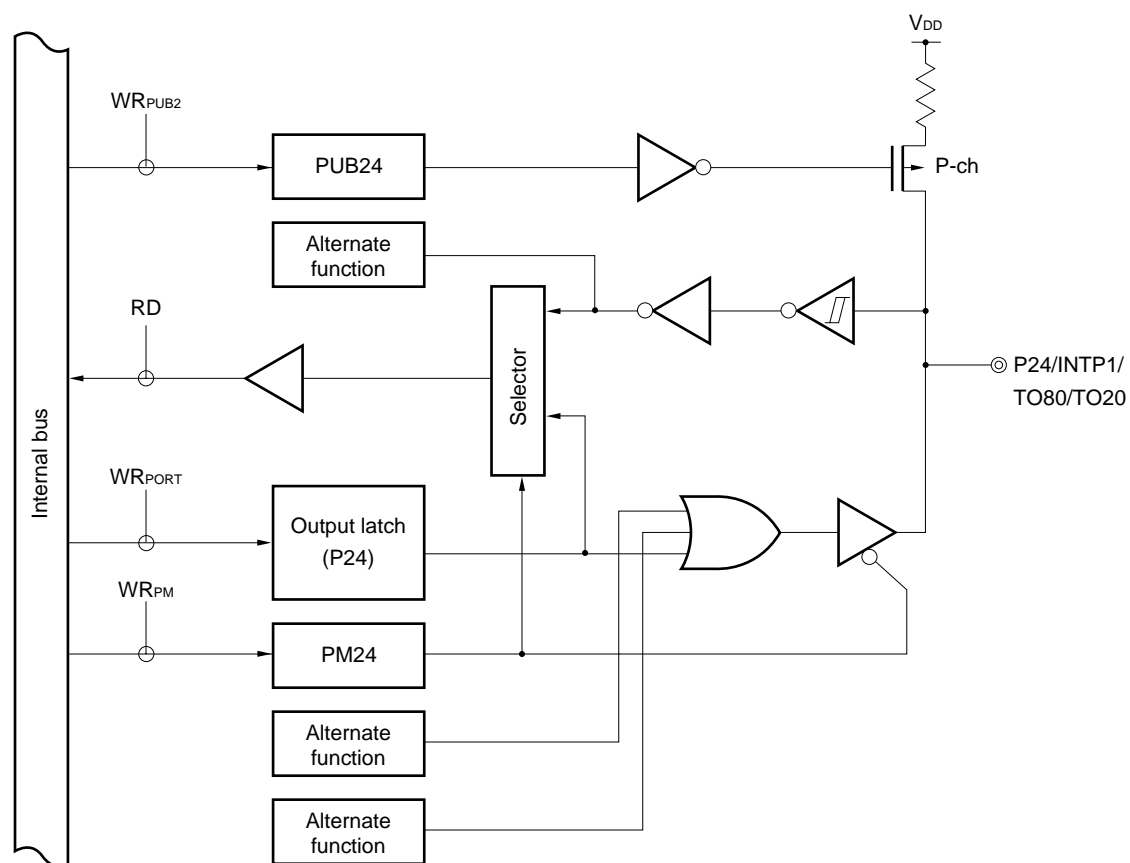 VDD
WRPUB2
PUB24
P-ch
Alternate
function
RD
Selector
P24/INTP1/
TO80/TO20
Internal bus
WRPORT
Output latch
(P24)
WRPM
PM24
Alternate
function
Alternate
function